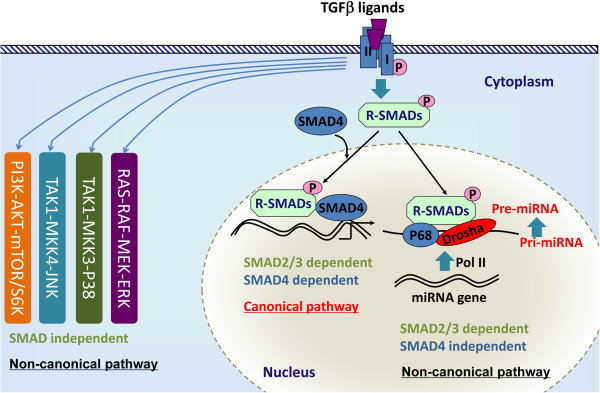 TGFβ ligands
II
I
P
Cytoplasm
P
R-SMADs
SMAD4
PI3K-AKT-mTOR/S6K
TAK1-MKK4-JNK
TAK1-MKK3-P38
RAS-RAF-MEK-ERK
SMAD independent
Non-canonical pathway
P
R-SMADs
SMAD4
SMAD2/3 dependent
SMAD4 dependent
Canonical pathway
P
R-SMADs
P68
Drosha
Pre-miRNA
Pri-miRNA
Pol II
miRNA gene
SMAD2/3 dependent
SMAD4 independent
Non-canonical pathway
Nucleus